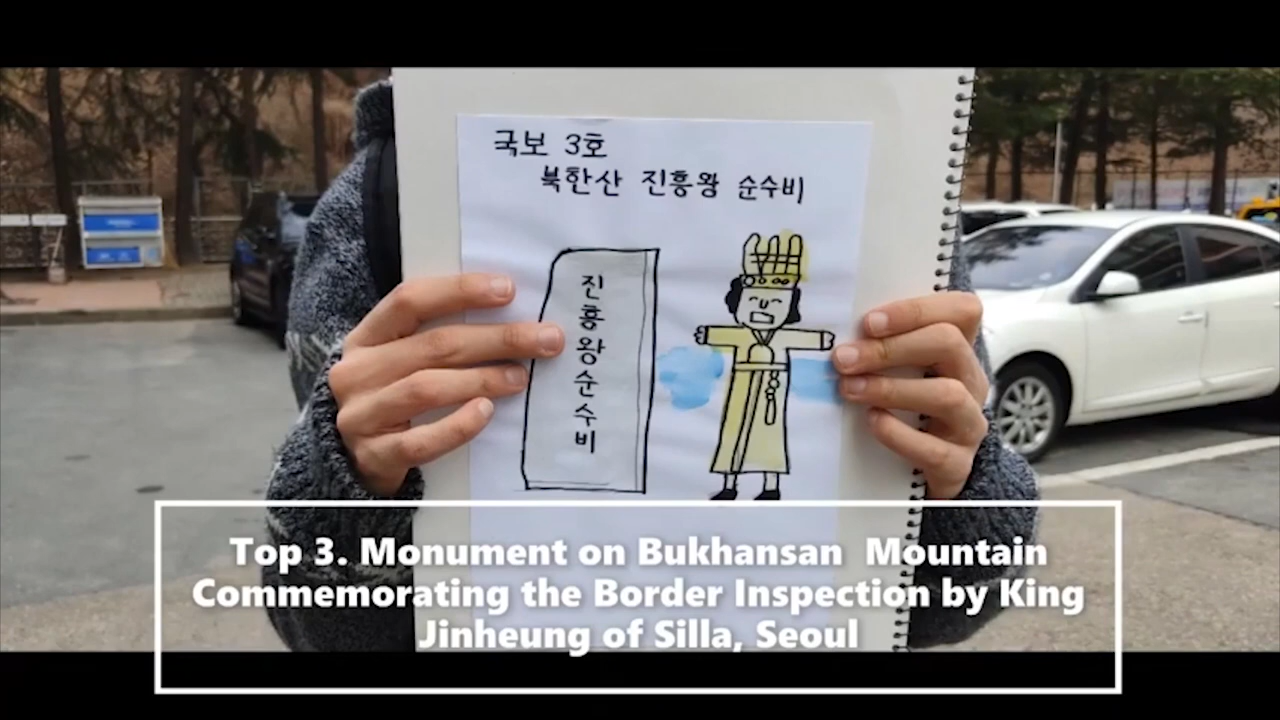 국보 3호
북한산 진흥왕 순수비
진흥왕순수비
Top 3. Monument on Bukhansan  Mountain
Commemorating the Border Inspection by King
Jinheung of Silla, Seoul